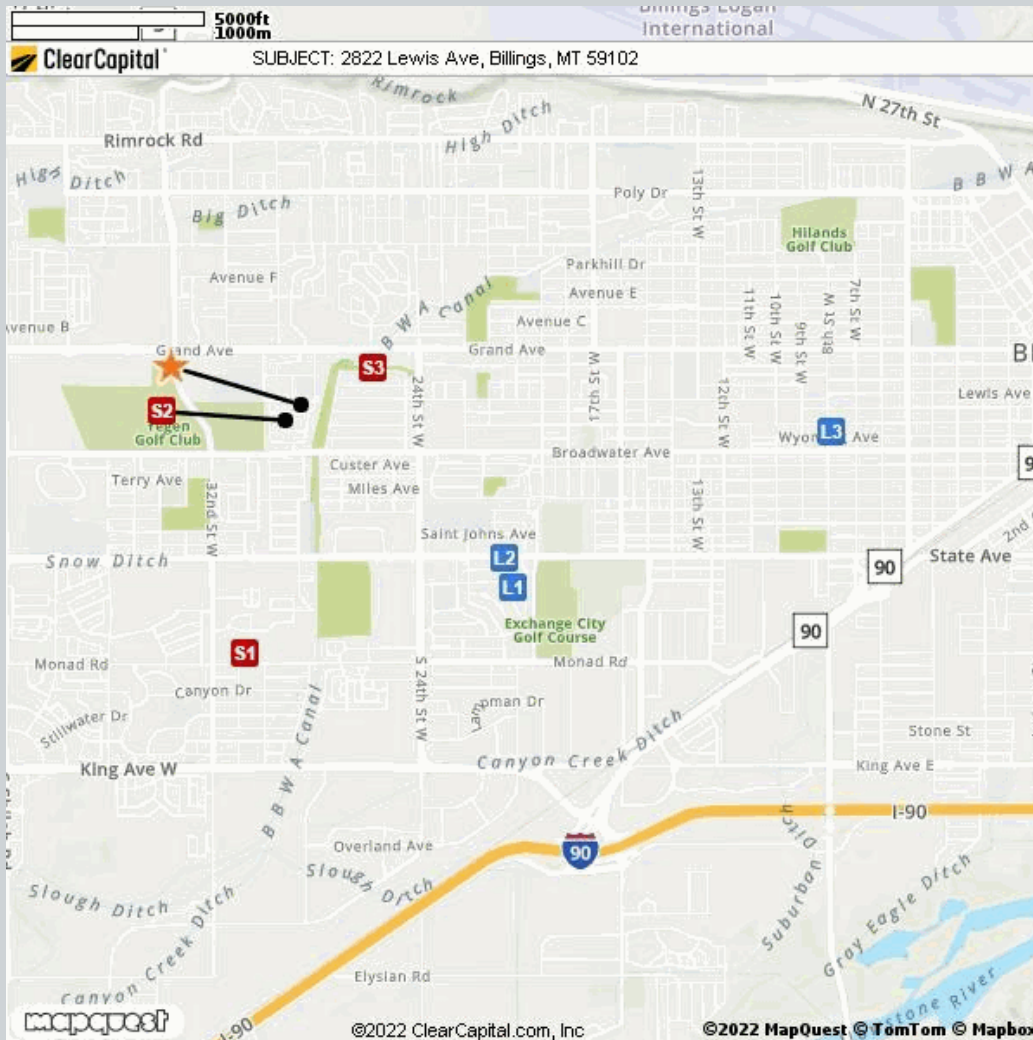 5000ft
1000m
Billings Logan
International
ClearCapital
SUBJECT: 2822 Lewis Ave, Billings, MT 59102
Rimrock
N 27th St
Rimrock Rd
High Ditch
Ditch
BBWA
Big Ditch
Poly Dr
13th St W
Hilands
Golf Club
Avenue F
Parkhill Dr
Avenue E
BBWA Canal
Avenue C
11th St W
10th St W
9th St W
8th St W
7th St W
Avenue B
Grand Ave
Grand Ave
S3
17th St W
12th St W
Lewis Ave
24th St W
S2
Yegen
Golf Club
L3
Broadwater Ave
Custer Ave
Terry Ave
Miles Ave
32nd St W
13th St W
90
2nd
Saint Johns Ave
Snow Ditch
L2
State Ave
L1
Exchange City
Golf Course
90
S1
Monad Rd
Monad Rd
Canyon Dr
S 24th St W
Stillwater Dr
Stone St
King Ave W
Canyon Creek Ditch
King Ave E
BBWA Canal
I-90
Overland Ave
90
Suburban Ditch
Slough Ditch
Slough Ditch
Canyon Creek Ditch
Gray Eagle Ditch
Elysian Rd
I-90
mapquest
©2022 ClearCapital.com, Inc
©2022 MapQuest © TomTom © Mapbox